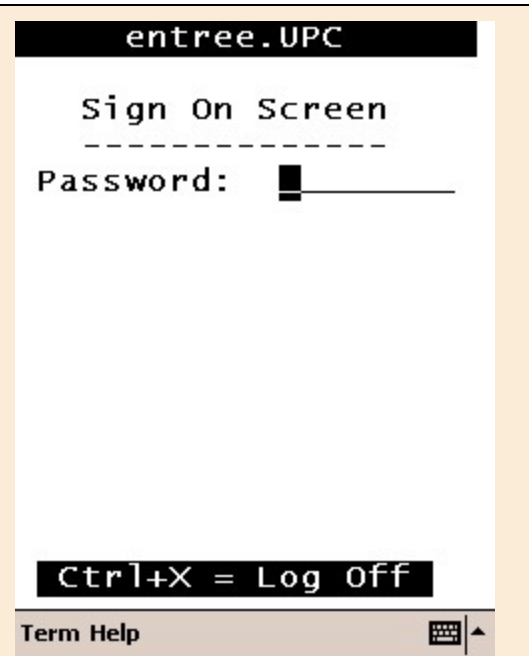 entree.UPC
Sign On Screen
---------------
Password:
Ctrl+X = Log Off
Term Help